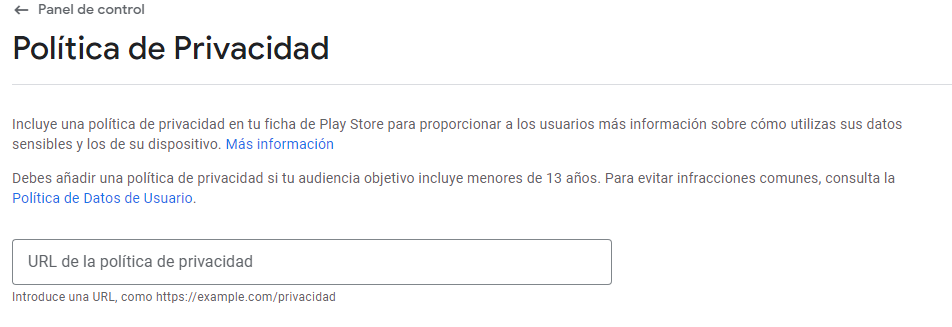 Panel de control
Política de Privacidad
Incluye una política de privacidad en tu ficha de Play Store para proporcionar a los usuarios más información sobre cómo utilizas sus datos
sensibles y los de su dispositivo. Más información
Debes añadir una política de privacidad si tu audiencia objetivo incluye menores de 13 años. Para evitar infracciones comunes, consulta la
Política de Datos de Usuario.
URL de la política de privacidad
Introduce una URL, como https://example.com/privacidad